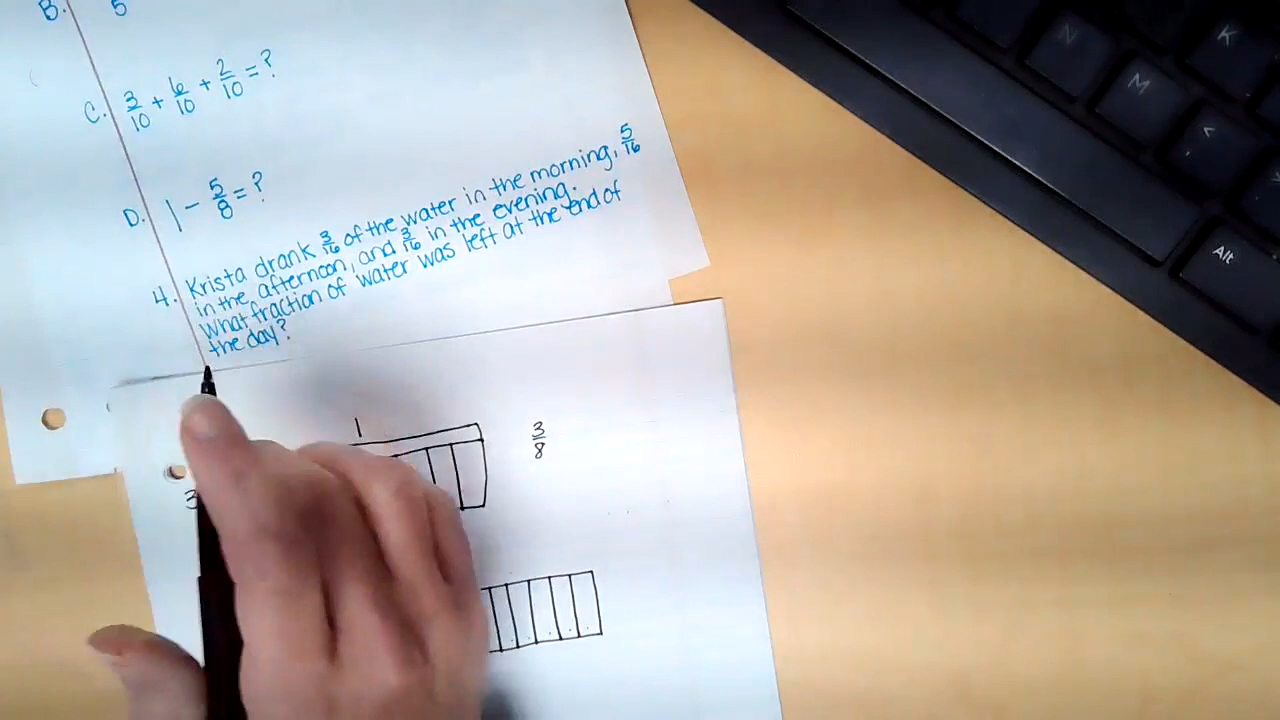 B. 5
C. 3/10 + 6/10 + 2/10 = ?
D. 1 - 5/8 = ?
4. Krista drank 3/16 of the water in the morning, 5/16
in the afternoon, and 3/16 in the evening.
What fraction of water was left at the end of
the day?
1
3/8
3
N
K
M
<
Alt